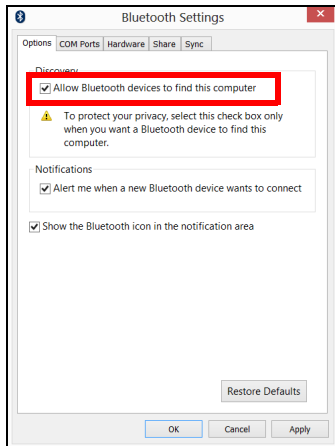 Bluetooth Settings
Options COM Ports Hardware Share Sync
Discovery
Allow Bluetooth devices to find this computer
To protect your privacy, select this check box only
when you want a Bluetooth device to find this
computer.
Notifications
Alert me when a new Bluetooth device wants to connect
Show the Bluetooth icon in the notification area
Restore Defaults
OK Cancel Apply